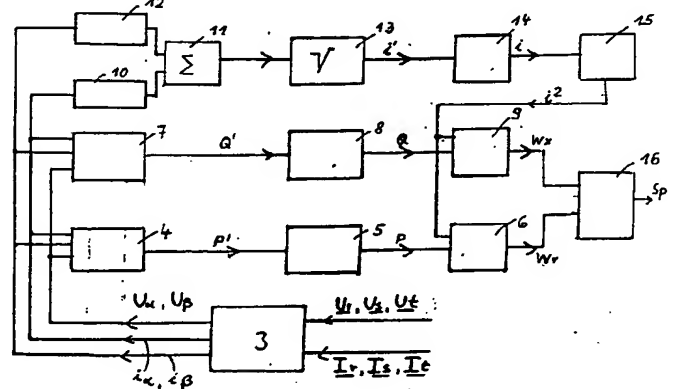 12
11
13
14
15
Σ
√
i'
i
10
i²
7
8
9
Q'
Q
Wx
16
Sp
4
5
6
P'
P
Wr
Uα, Uβ
3
Ur, Us, Ut
Ir, Is, It
iα, iβ